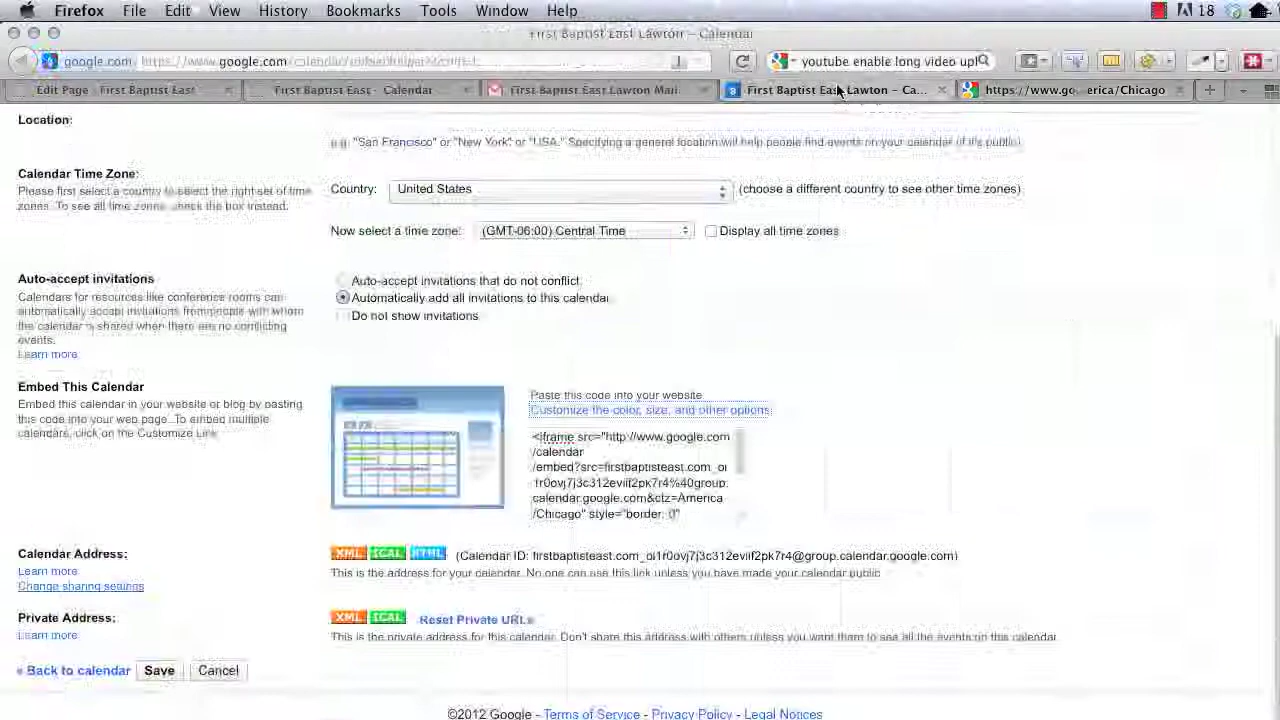 Firefox File Edit View History Bookmarks Tools Window Help 18
First Baptist East Lawton – Calendar
google.com https://www.google.com/calendar/ youtube enable long video upl
Edit Page First Baptist East First Baptist East - Calendar First Baptist East Lawton Mail First Baptist East Lawton - Ca... https://www.go erica/Chicago
Location:
"San Francisco" or "New York" or "USA." Specifying a general location will help people find events on your calendar (if it's public)
Calendar Time Zone:
Please first select a country to select the right set of time
zones. To see all time zones, check the box instead.
Country: United States (choose a different country to see other time zones)
Now select a time zone: (GMT-06:00) Central Time Display all time zones
Auto-accept invitations
Calendars for resources like conference rooms can
automatically accept invitations from people with whom
the calendar is shared when there are no conflicting
events.
Learn more
Auto-accept invitations that do not conflict.
Automatically add all invitations to this calendar.
Do not show invitations.
Embed This Calendar
Embed this calendar in your website or blog by pasting
this code into your web page. To embed multiple
calendars, click on the Customize Link
Paste this code into your website.
Customize the color, size, and other options
<iframe src="http://www.google.com
/calendar
/embed?src=firstbaptisteast.com_oi
1r0ovj7j3c312eviif2pk7r4%40group.
calendar.google.com&ctz=America
/Chicago" style="border: 0"
Calendar Address:
Learn more
Change sharing settings
XML ICAL HTML (Calendar ID: firstbaptisteast.com_oi1r0ovj7j3c312eviif2pk7r4@group.calendar.google.com)
This is the address for your calendar. No one can use this link unless you have made your calendar public.
Private Address:
Learn more
XML ICAL Reset Private URLs
This is the private address for this calendar. Don't share this address with others unless you want them to see all the events on this calendar.
« Back to calendar Save Cancel
©2012 Google - Terms of Service - Privacy Policy - Legal Notices